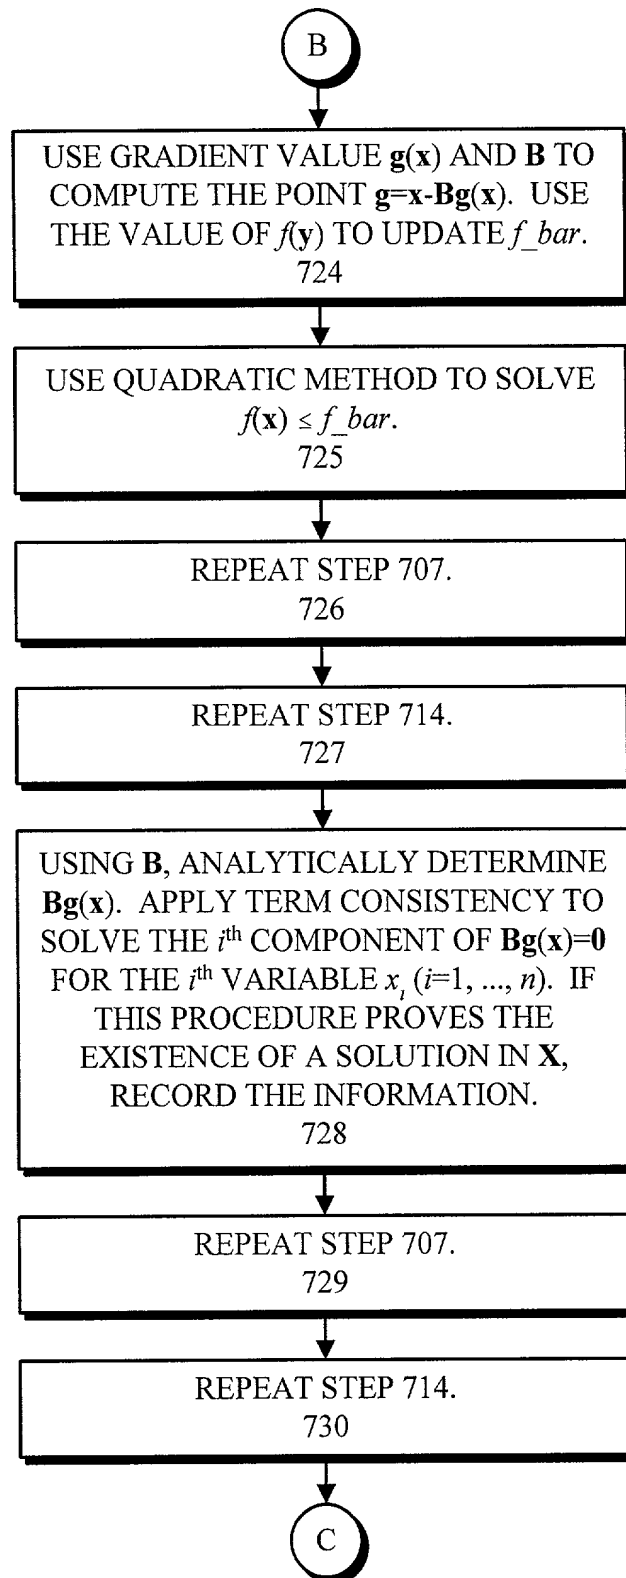 B
USE GRADIENT VALUE g(x) AND B TO
COMPUTE THE POINT g=x-Bg(x). USE
THE VALUE OF f(y) TO UPDATE f_bar.
724
USE QUADRATIC METHOD TO SOLVE
f(x) ≤ f_bar.
725
REPEAT STEP 707.
726
REPEAT STEP 714.
727
USING B, ANALYTICALLY DETERMINE
Bg(x). APPLY TERM CONSISTENCY TO
SOLVE THE ith COMPONENT OF Bg(x)=0
FOR THE ith VARIABLE xi (i=1, ..., n). IF
THIS PROCEDURE PROVES THE
EXISTENCE OF A SOLUTION IN X,
RECORD THE INFORMATION.
728
REPEAT STEP 707.
729
REPEAT STEP 714.
730
C